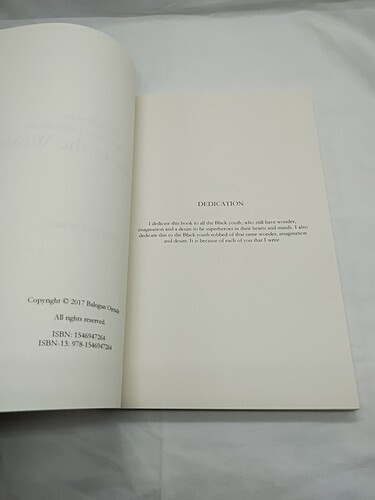 Copyright © 2017 Balogun
All rights reserved.
ISBN: 1546947264
ISBN-13: 978-1546947264
DEDICATION
I dedicate this book to all the Black youth, who still have wonder,
imagination and a desire to be superheroes in their hearts and minds. I also
dedicate this to the Black youth robbed of that same wonder, imagination
and desire. It is because of each of you that I write